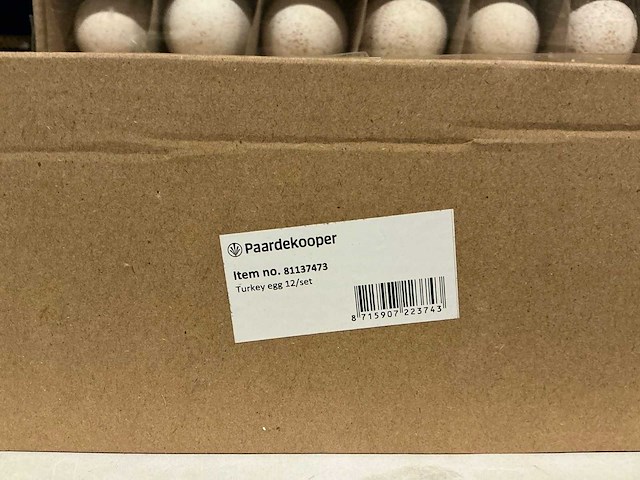 Paardekooper
Item no. 81137473
Turkey egg 12/set
8 715907 223743